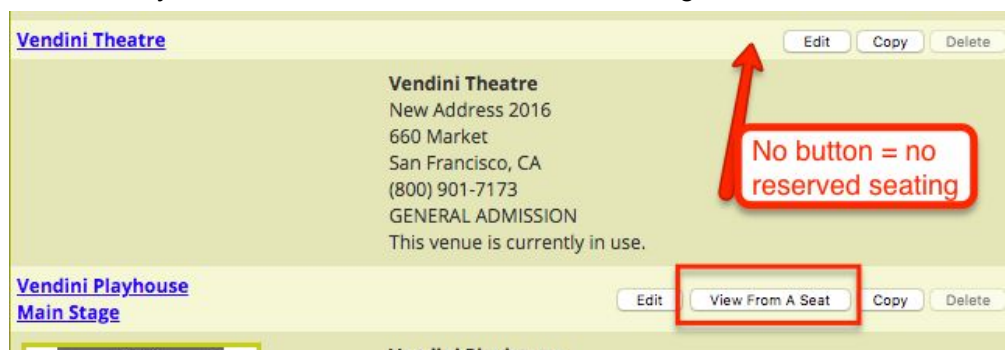 Vendini Theatre
Edit Copy Delete
Vendini Theatre
New Address 2016
660 Market
San Francisco, CA
(800) 901-7173
GENERAL ADMISSION
This venue is currently in use.
No button = no
reserved seating
Vendini Playhouse
Main Stage
Edit View From A Seat Copy Delete